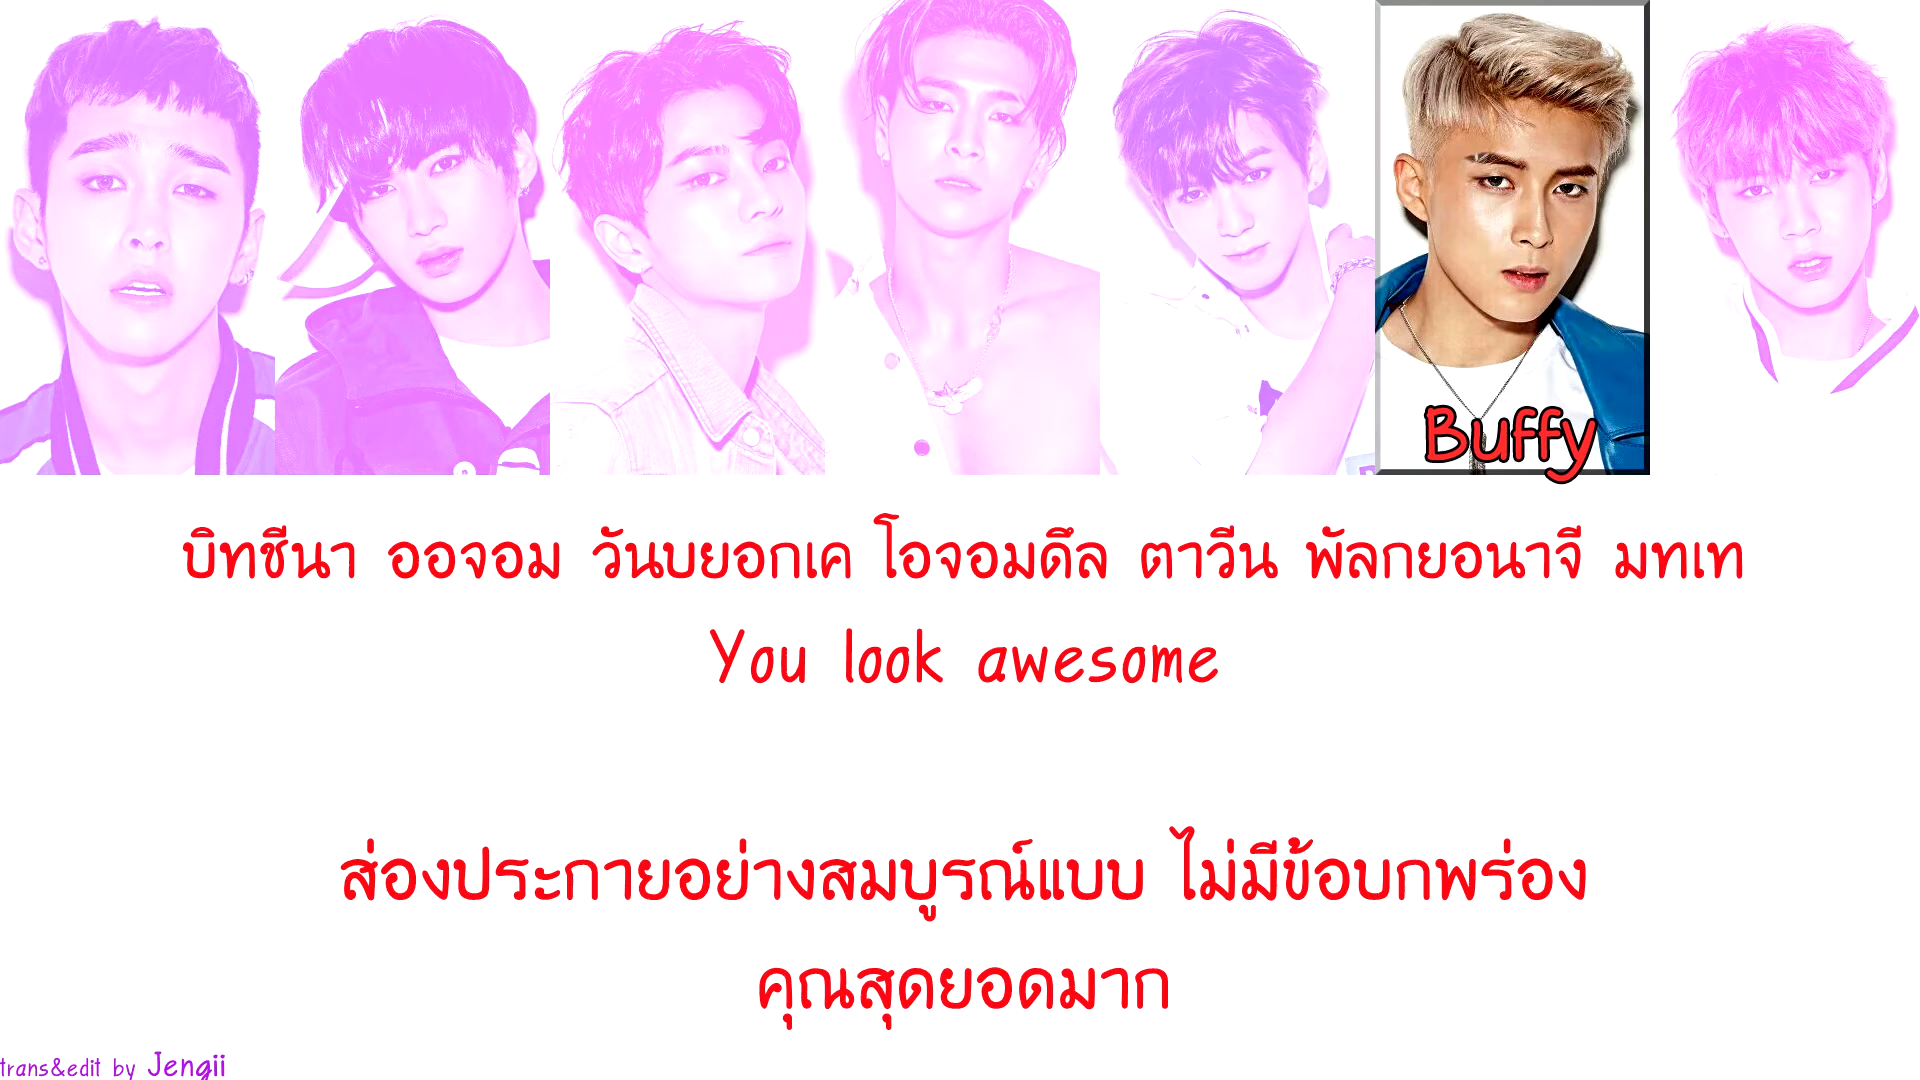 Buffy
บิทชีนา ออจอม วันบยอกเค โอจอมดึล ตาวีน พัลกยอนาจี มทเท
You look awesome
ส่องประกายอย่างสมบูรณ์แบบ ไม่มีข้อบกพร่อง
คุณสุดยอดมาก
trans&edit by Jengii